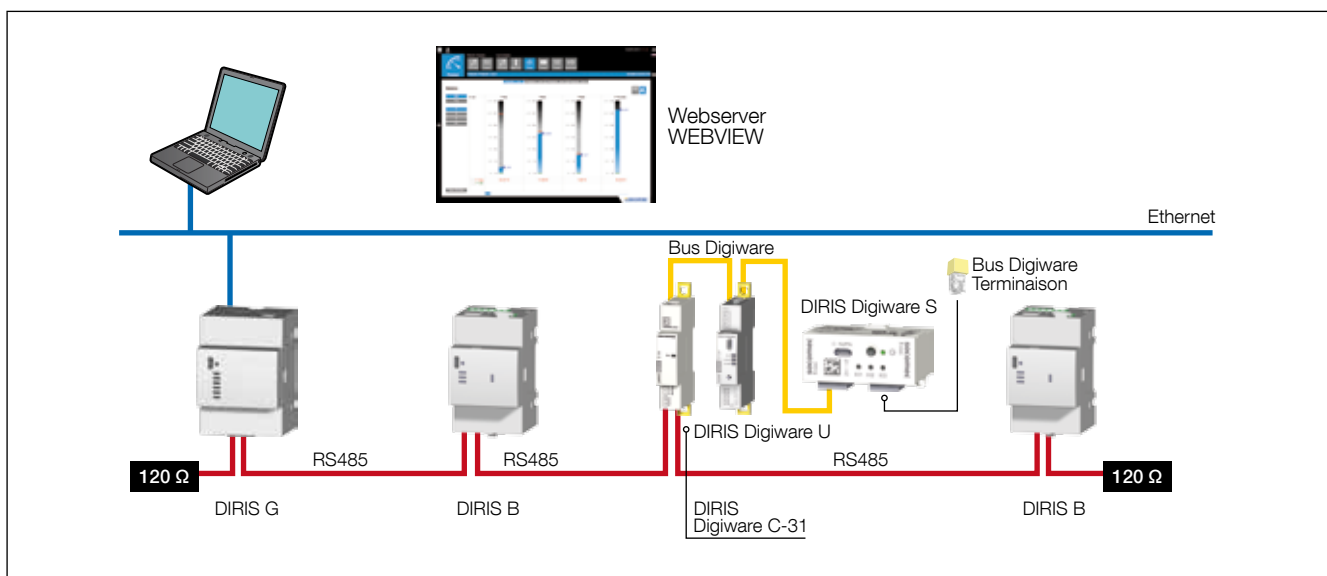 Webserver
WEBVIEW
Ethernet
Bus Digiware
Bus Digiware
Terminaison
DIRIS Digiware S
DIRIS Digiware U
RS485
RS485
RS485
120 Ω
120 Ω
DIRIS G
DIRIS B
DIRIS
Digiware C-31
DIRIS B